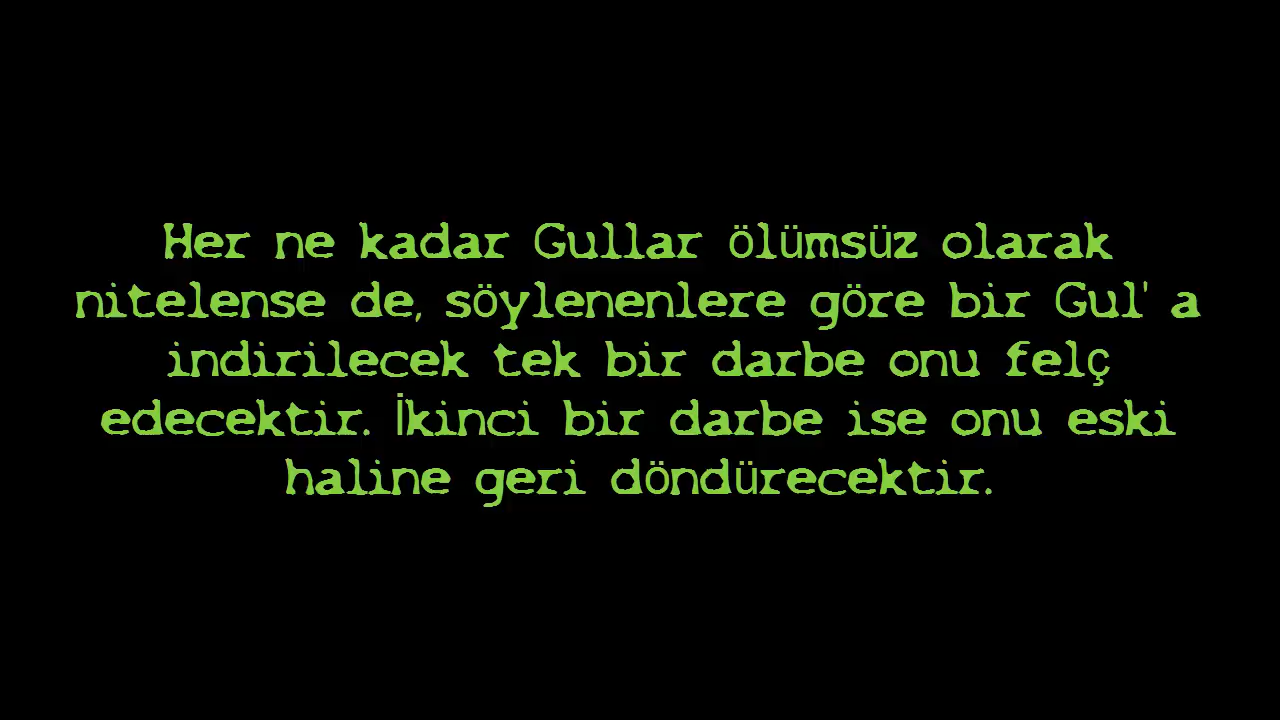 Her ne kadar Gullar ölümsüz olarak
nitelense de, söylenenlere göre bir Gul' a
indirilecek tek bir darbe onu felç
edecektir. İkinci bir darbe ise onu eski
haline geri döndürecektir.